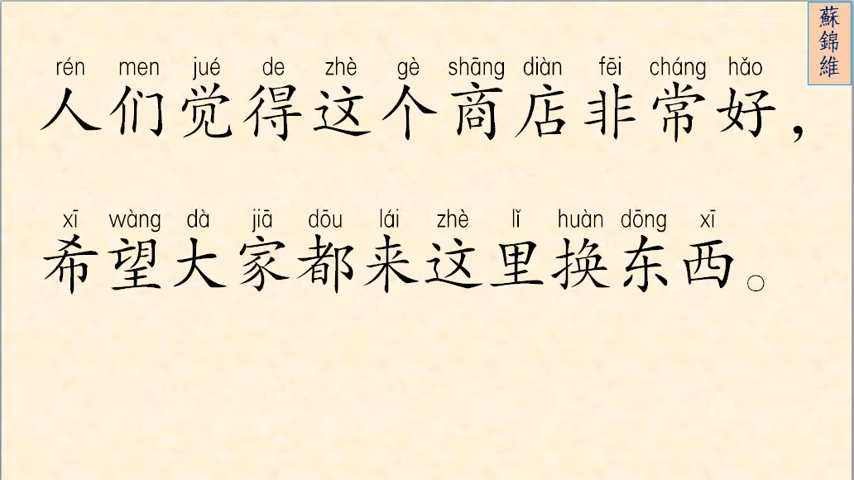 蘇錦維
rén men jué de zhè gè shāng diàn fēi cháng hǎo
人们觉得这个商店非常好，
xī wàng dà jiā dōu lái zhè lǐ huàn dōng xī
希望大家都来这里换东西。